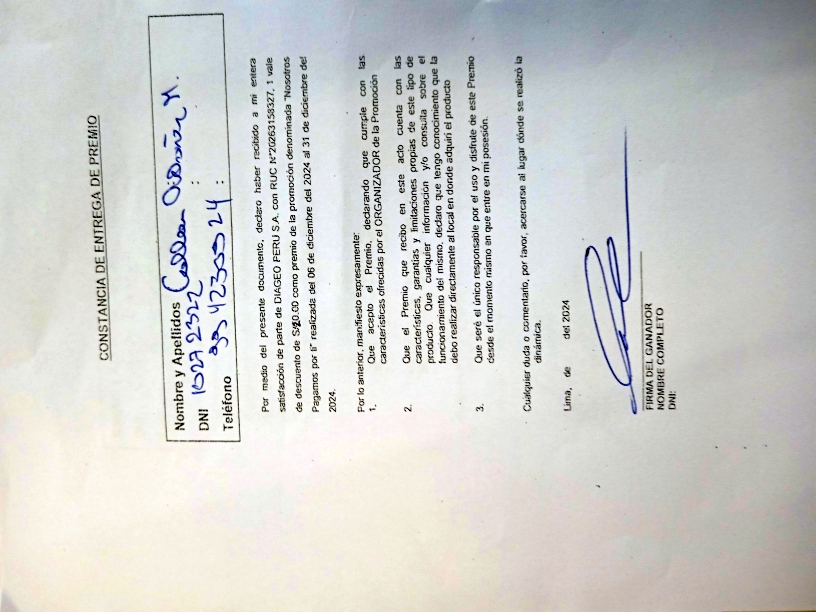 CONSTANCIA DE ENTREGA DE PREMIO
Nombre y Apellidos
DNI 10272322 :
Teléfono :
Por medio del presente documento, declaro haber recibido a mi entera
satisfacción de parte de DIAGEO PERU S.A. con RUC N°20263158327, 1 vale
de descuento de S/20.00 como premio de la promoción denominada "Nosotros
Pagamos por ti" realizada del 06 de diciembre del 2024 al 31 de diciembre del
2024.
Por lo anterior, manifiesto expresamente:
1. Que acepto el Premio, declarando que cumple con las
características ofrecidas por el ORGANIZADOR de la Promoción
2. Que el Premio que recibo en este acto cuenta con las
características, garantías y limitaciones propias de este tipo de
producto. Que cualquier información y/o consulta sobre el
funcionamiento del mismo, declaro que tengo conocimiento que la
debo realizar directamente al local en donde adquirí el producto
3. Que seré el único responsable por el uso y disfrute de este Premio
desde el momento mismo en que entre en mi posesión.
Cualquier duda o comentario, por favor, acercarse al lugar dónde se realizó la
dinámica.
Lima, de del 2024
FIRMA DEL GANADOR
NOMBRE COMPLETO
DNI: